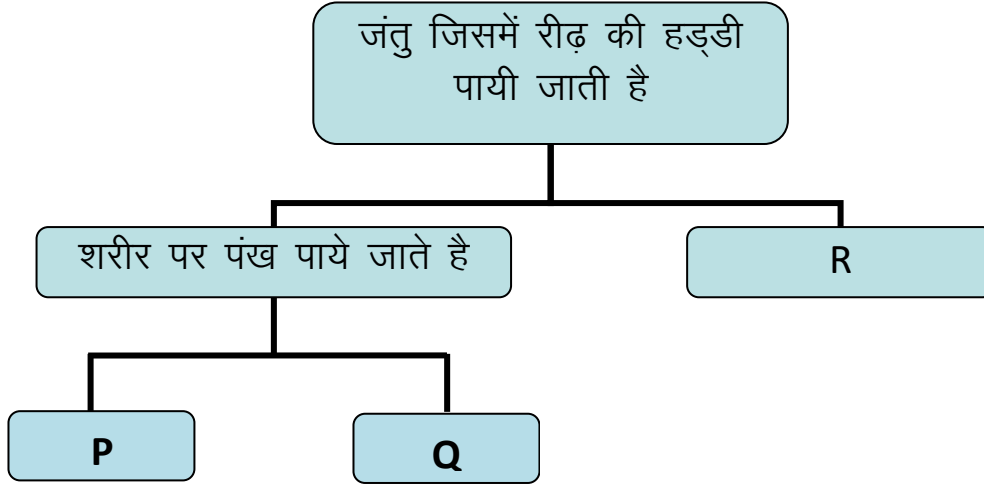 जंतु जिसमें रीढ़ की हड्डी
पायी जाती है
शरीर पर पंख पाये जाते है
R
P
Q